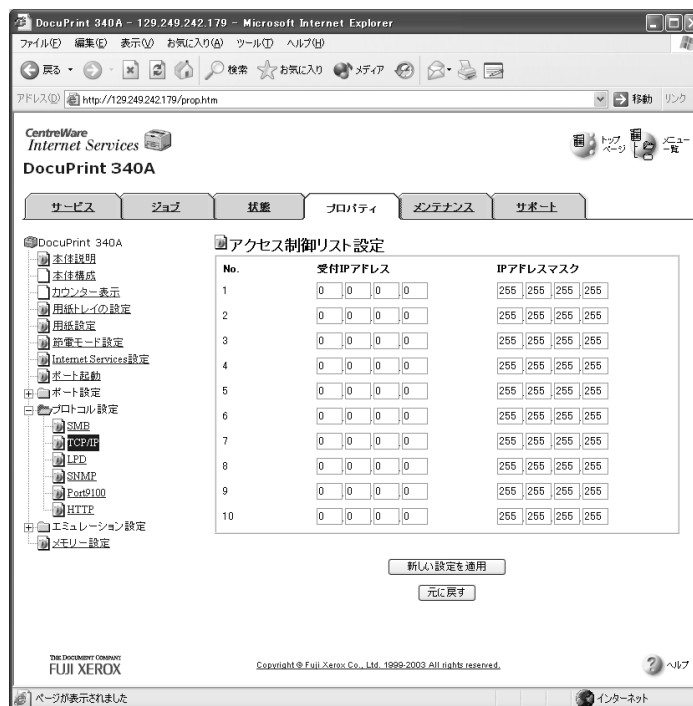 DocuPrint 340A - 129.249.242.179 - Microsoft Internet Explorer
ファイル(F) 編集(E) 表示(V) お気に入り(A) ツール(T) ヘルプ(H)
戻る 検索 お気に入り メディア
アドレス(D) http://129.249.242.179/prop.htm 移動 リンク
CentreWare
Internet Services
DocuPrint 340A
トップページ メニュー一覧
サービス ジョブ 状態 プロパティ メンテナンス サポート
DocuPrint 340A
本体説明
本体構成
カウンター表示
用紙トレイの設定
用紙設定
節電モード設定
Internet Services設定
ポート起動
ポート設定
プロトコル設定
SMB
TCP/IP
LPD
SNMP
Port9100
HTTP
エミュレーション設定
メモリー設定
アクセス制御リスト設定
No. 受付IPアドレス IPアドレスマスク
1 0 .0 .0 .0 255 .255 .255 .255
2 0 .0 .0 .0 255 .255 .255 .255
3 0 .0 .0 .0 255 .255 .255 .255
4 0 .0 .0 .0 255 .255 .255 .255
5 0 .0 .0 .0 255 .255 .255 .255
6 0 .0 .0 .0 255 .255 .255 .255
7 0 .0 .0 .0 255 .255 .255 .255
8 0 .0 .0 .0 255 .255 .255 .255
9 0 .0 .0 .0 255 .255 .255 .255
10 0 .0 .0 .0 255 .255 .255 .255
新しい設定を適用
元に戻す
THE DOCUMENT COMPANY
FUJI XEROX
Copyright © Fuji Xerox Co., Ltd. 1999-2003 All rights reserved.
ヘルプ
ページが表示されました インターネット